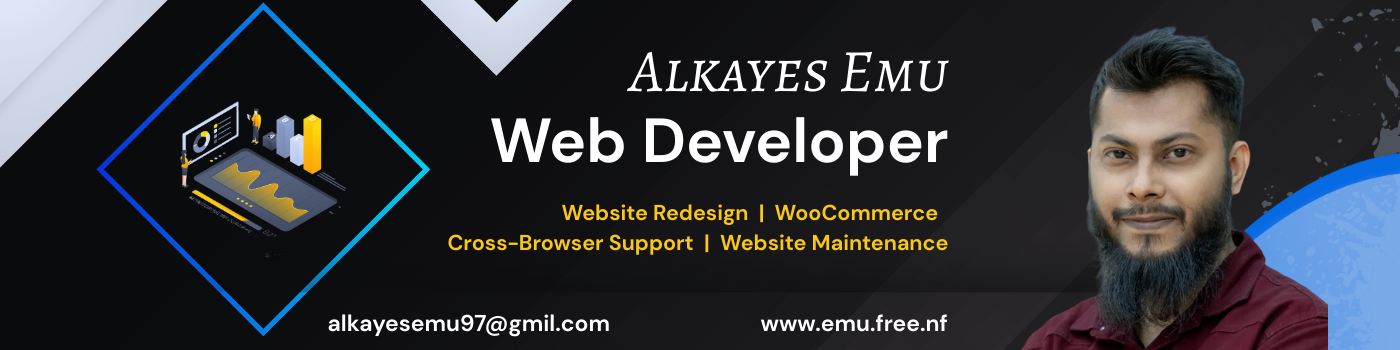 Alkayes Emu
Web Developer
Website Redesign | WooCommerce
Cross-Browser Support | Website Maintenance
alkayesemu97@gmil.com
www.emu.free.nf